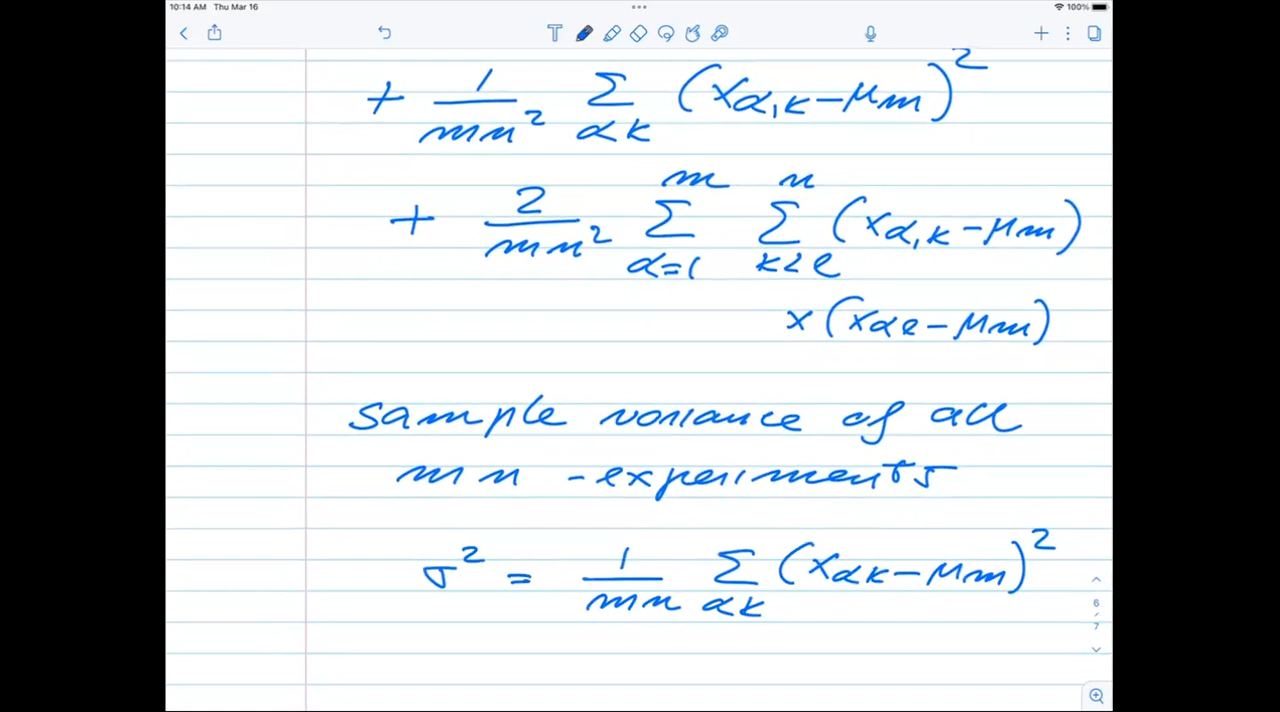 10:14 AM Thu Mar 16
100%
+ 1/mn² Σ_{αk} (x_{α,k} − μ_m)²
+ 2/mn² Σ_{α=1}^{m} Σ_{k<l}^{n} (x_{α,k} − μ_m)
× (x_{αl} − μ_m)
sample variance of all
mn - experiments
σ² = 1/mn Σ_{αk} (x_{αk} − μ_m)²
6
/
7